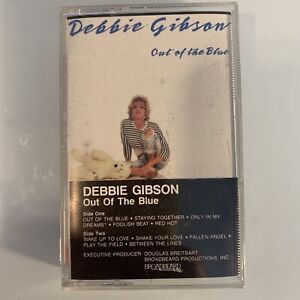 Debbie Gibson
Out of the Blue
DEBBIE GIBSON
Out Of The Blue
Side One
OUT OF THE BLUE • STAYING TOGETHER • ONLY IN MY
DREAMS* • FOOLISH BEAT • RED HOT
Side Two
WAKE UP TO LOVE • SHAKE YOUR LOVE • FALLEN ANGEL •
PLAY THE FIELD • BETWEEN THE LINES
EXECUTIVE PRODUCER: DOUGLAS BREITBART
BROADBEARD PRODUCTIONS, INC
BROADBEARD